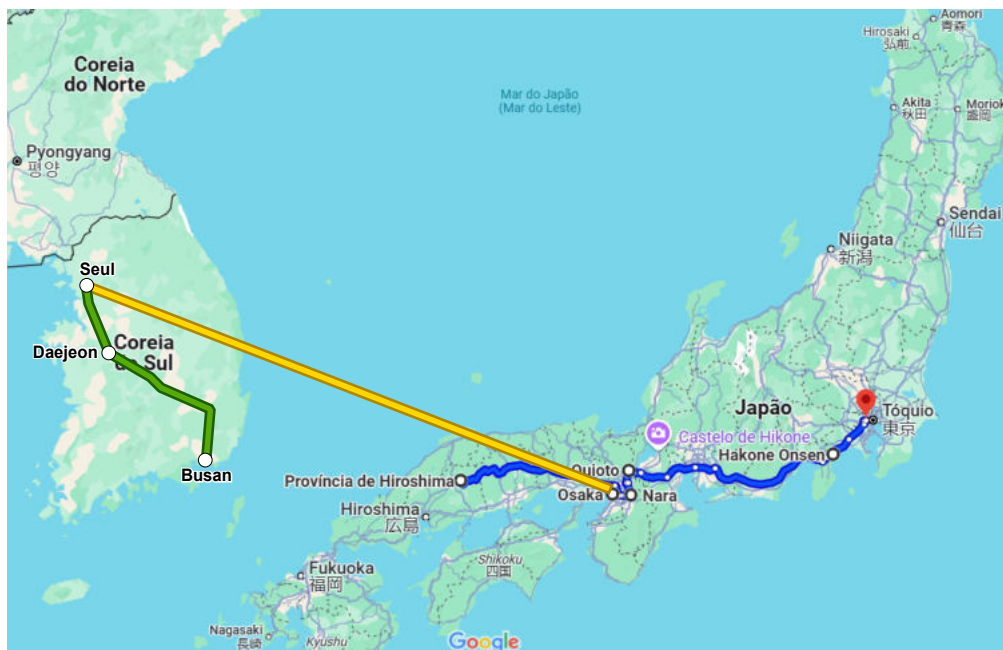 Coreia
do Norte
Pyongyang
평양
Mar do Japão
(Mar do Leste)
Aomori
青森
Hirosaki
弘前
Akita
秋田
Moriok
盛岡
Sendai
仙台
Niigata
新潟
Seul
Daejeon
Coreia
do Sul
Busan
Japão
Tóquio
東京
Castelo de Hikone
Hakone Onsen
Quioto
Província de Hiroshima
Osaka
Nara
Hiroshima
広島
Shikoku
四国
Fukuoka
福岡
Nagasaki
長崎
Kyushu
Google